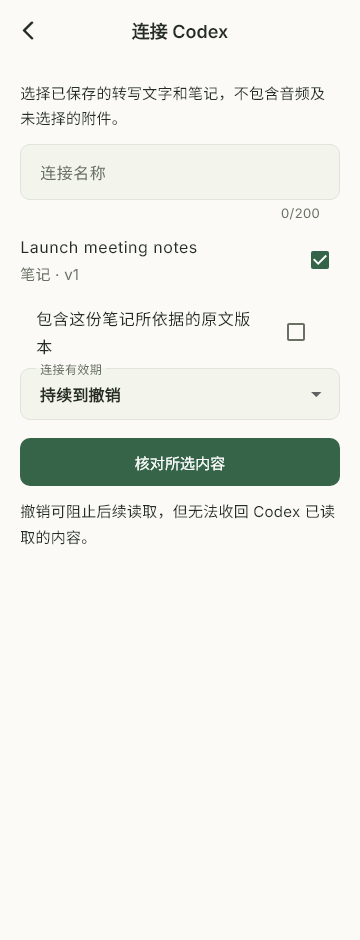 连接 Codex
选择已保存的转写文字和笔记，不包含音频及
未选择的附件。
连接名称
0/200
Launch meeting notes
笔记 · v1
包含这份笔记所依据的原文版
本
连接有效期
持续到撤销
核对所选内容
撤销可阻止后续读取，但无法收回 Codex 已读
取的内容。